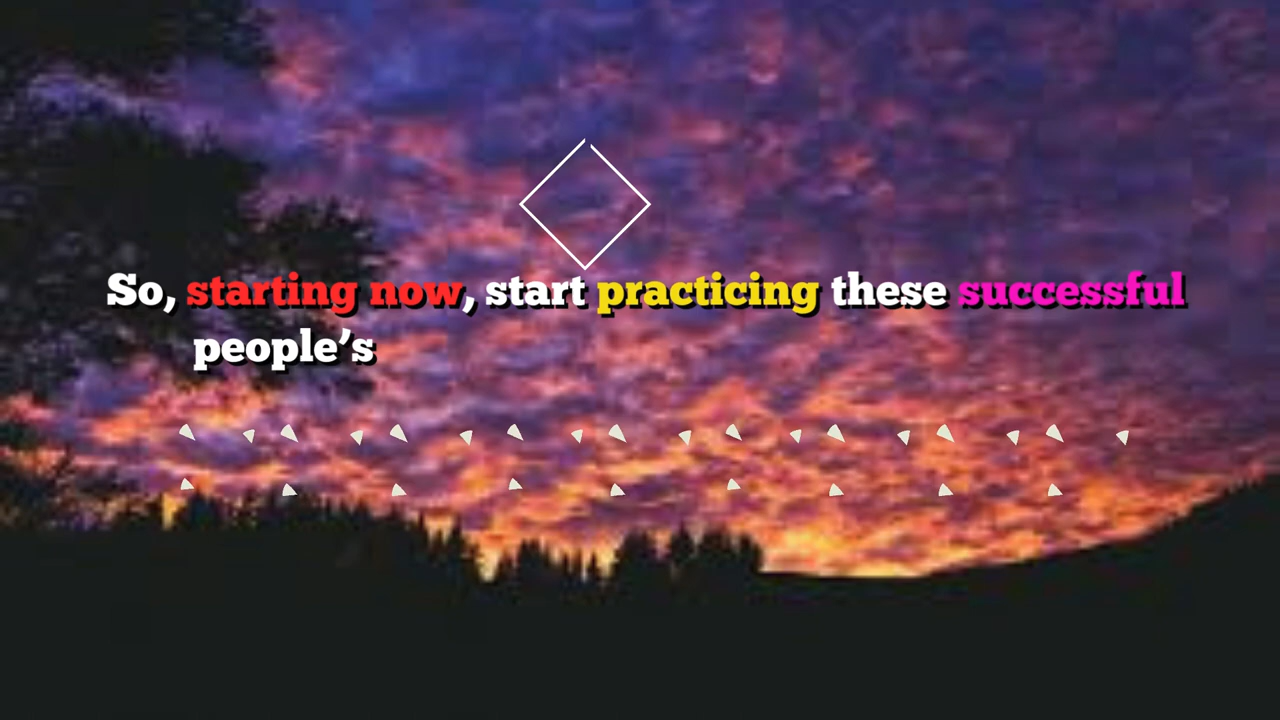 So, starting now, start practicing these successful
people’s